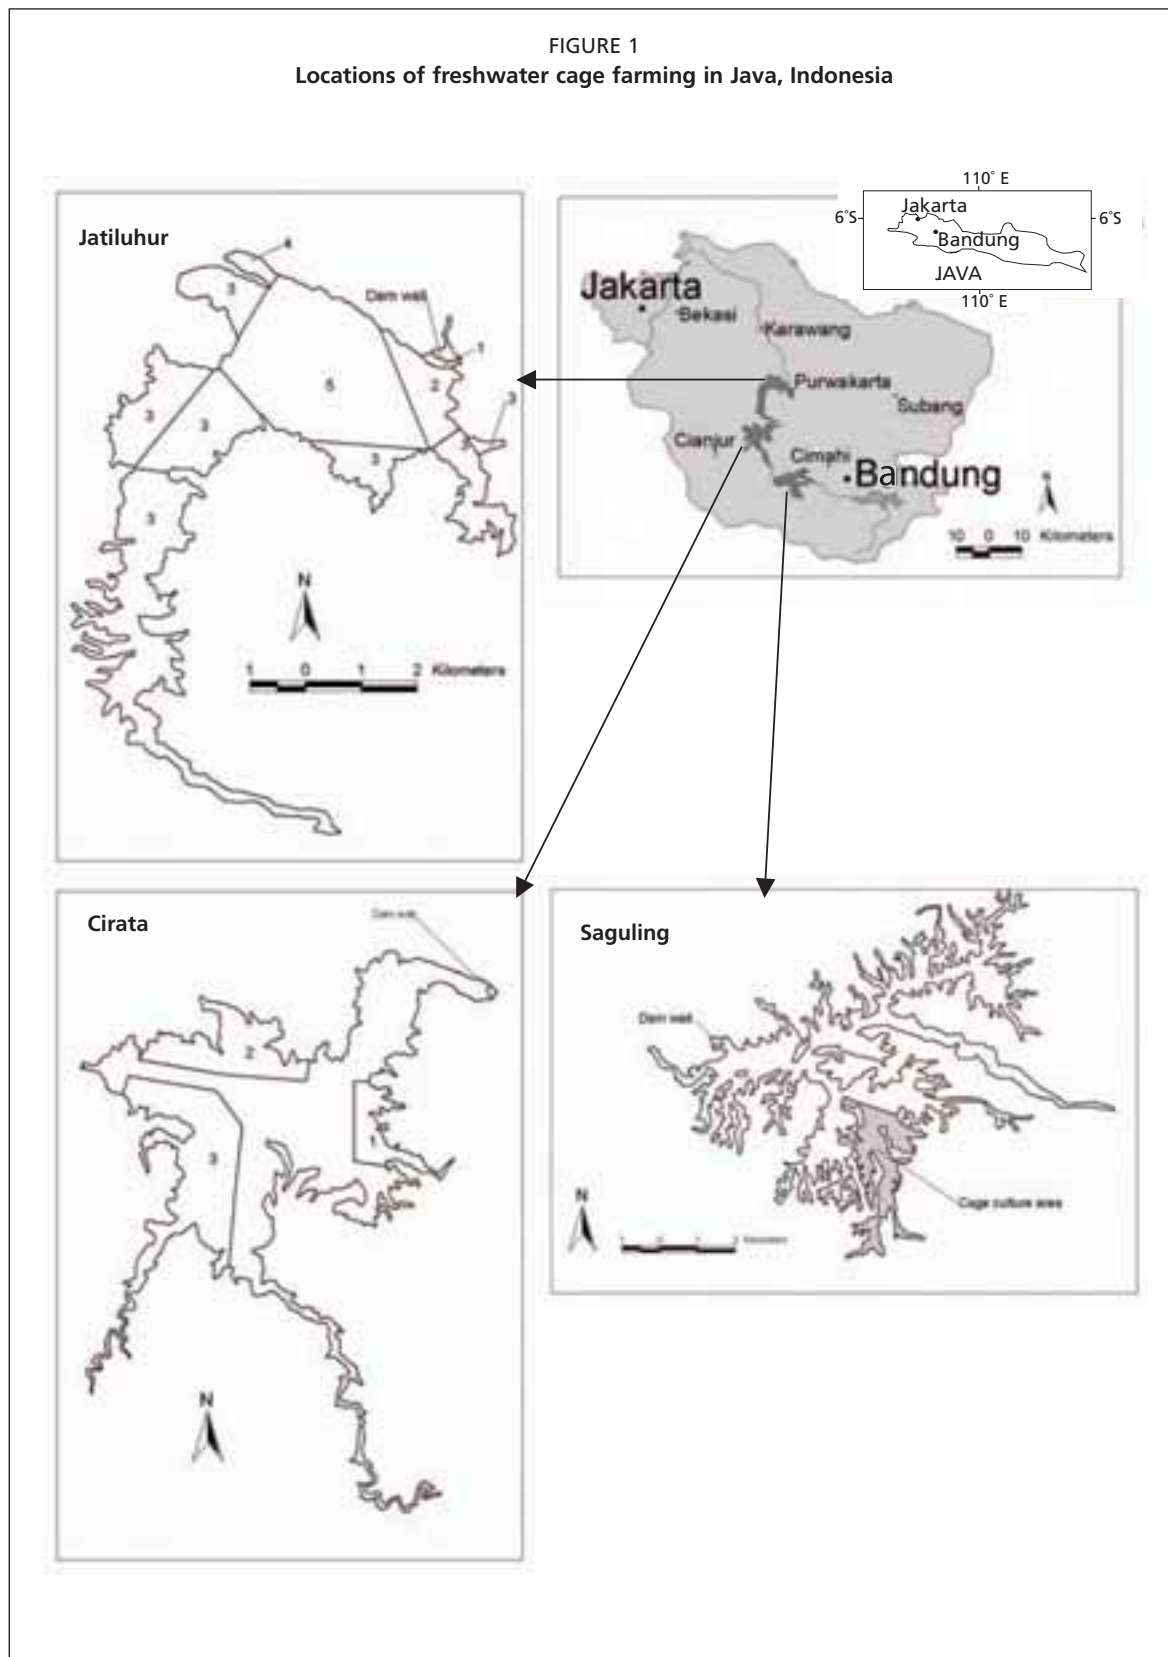 FIGURE 1
Locations of freshwater cage farming in Java, Indonesia
Jatiluhur
4
3
Dam wall
1
5
2
3
3
3
3
3
3
N
1 0 1 2 Kilometers
110° E
6°S
Jakarta
6°S
Bandung
JAVA
110° E
Jakarta
Bekasi
Karawang
Purwakarta
Subang
Cianjur
Cimahi
Bandung
10 0 10 Kilometers
Cirata
Dam wall
2
1
3
N
Saguling
Dam wall
Cage culture area
N
Kilometers